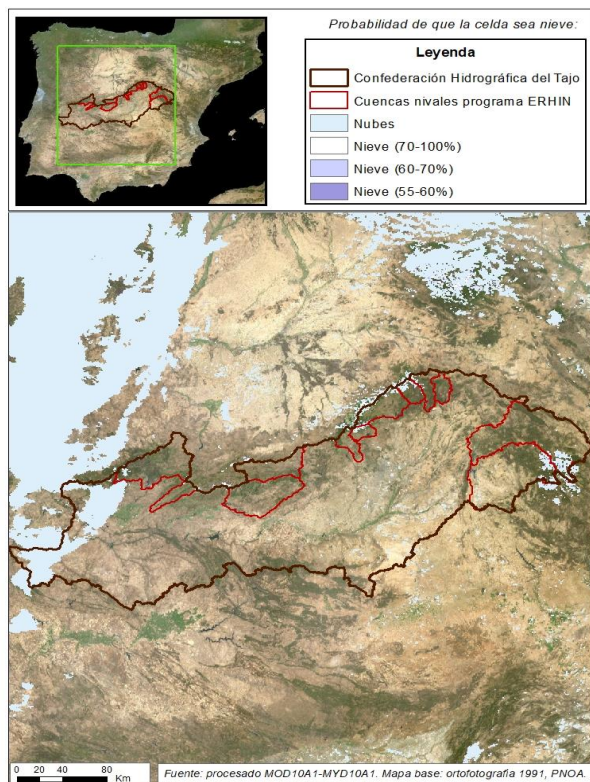 Probabilidad de que la celda sea nieve:
Leyenda
Confederación Hidrográfica del Tajo
Cuencas nivales programa ERHIN
Nubes
Nieve (70-100%)
Nieve (60-70%)
Nieve (55-60%)
0 20 40 80
Km
Fuente: procesado MOD10A1-MYD10A1. Mapa base: ortofotografía 1991, PNOA.